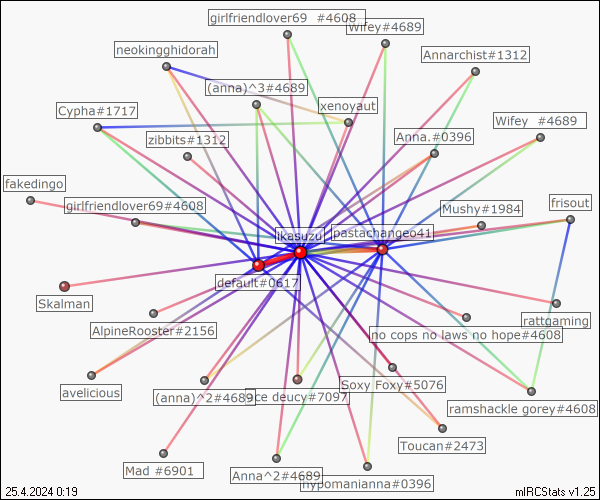 girlfriendlover69 #4608
Wifey#4689
neokingghidorah
Annarchist#1312
(anna)^3#4689
xenoyaut
Cypha#1717
Wifey #4689
zibbits#1312
Anna.#0396
fakedingo
girlfriendlover69#4608
Mushy#1984
frisout
ikasuzu
pastachangeo41
default#0617
Skalman
AlpineRooster#2156
rattgaming
no cops no laws no hope#4608
avelicious
(anna)^2#4689
ce deucy#7097
Soxy Foxy#5076
ramshackle gorey#4608
Toucan#2473
Mad #6901
Anna^2#4689
hypomanianna#0396
25.4.2024 0:19
mIRCStats v1.25